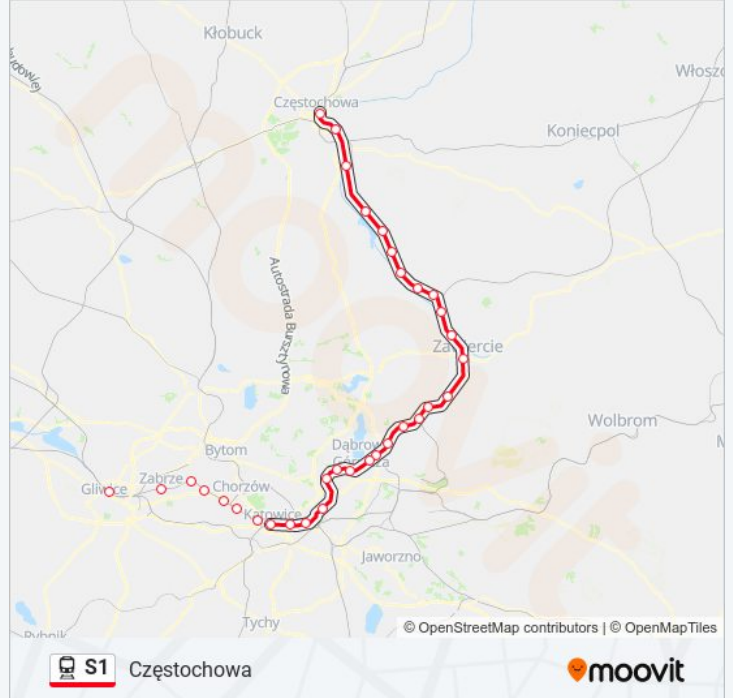 Kłobuck
Włoszc
Częstochowa
Koniecpol
Autostrada Bursztynowa
Zawiercie
Wolbrom
Dąbrowa
Górnicza
Bytom
Zabrze
Chorzów
Gliwice
Katowice
Jaworzno
Tychy
Rybnik
© OpenStreetMap contributors | © OpenMapTiles
S1 Częstochowa
moovit